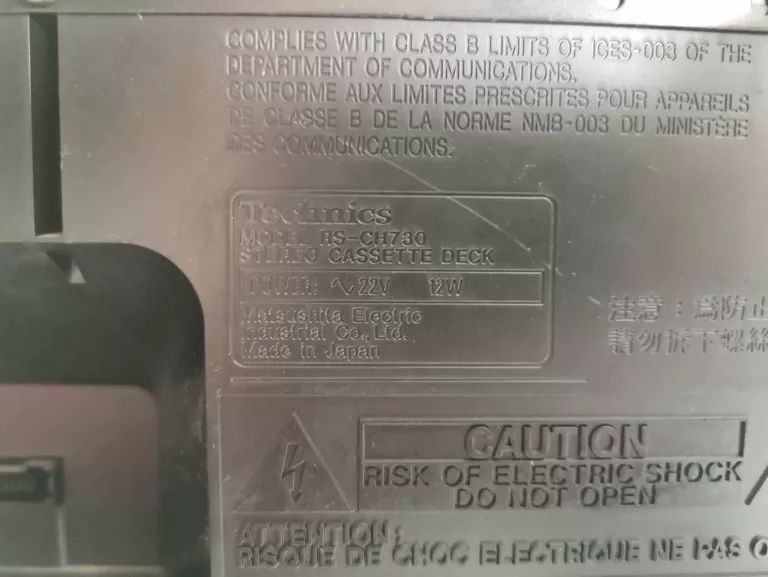 COMPLIES WITH CLASS B LIMITS OF ICES-003 OF THE
DEPARTMENT OF COMMUNICATIONS.
CONFORME AUX LIMITES PRESCRITES POUR APPAREILS
DE CLASSE B DE LA NORME NMB-003 DU MINISTÈRE
DES COMMUNICATIONS.
Technics
MODEL RS-CH730
STEREO CASSETTE DECK
POWER: ∿22V 12W
Matsushita Electric
Industrial Co., Ltd.
Made in Japan
注意：為防止
請勿拆下螺絲
CAUTION
RISK OF ELECTRIC SHOCK
DO NOT OPEN
ATTENTION:
RISQUE DE CHOC ELECTRIQUE NE PAS